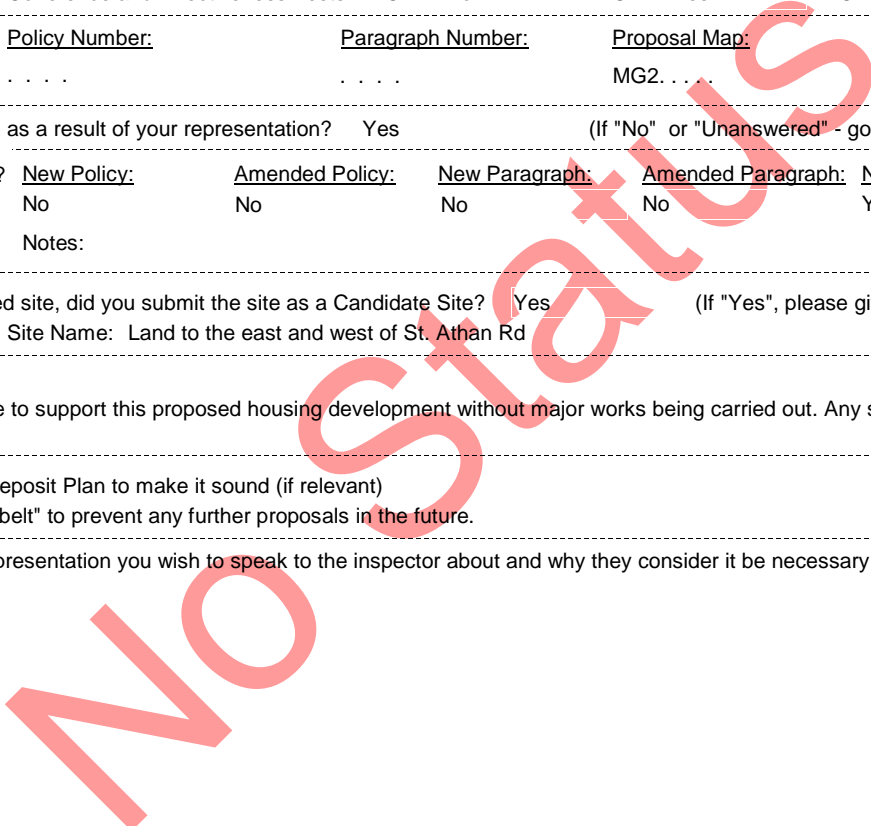 Policy Number: Paragraph Number: Proposal Map:
. . . . . . . . MG2. . . . .
as a result of your representation? Yes (If "No" or "Unanswered" - go
? New Policy: Amended Policy: New Paragraph: Amended Paragraph: N
No No No No Y
Notes:
ed site, did you submit the site as a Candidate Site? Yes (If "Yes", please gi
Site Name: Land to the east and west of St. Athan Rd
e to support this proposed housing development without major works being carried out. Any s
eposit Plan to make it sound (if relevant)
belt" to prevent any further proposals in the future.
presentation you wish to speak to the inspector about and why they consider it be necessary
No Status